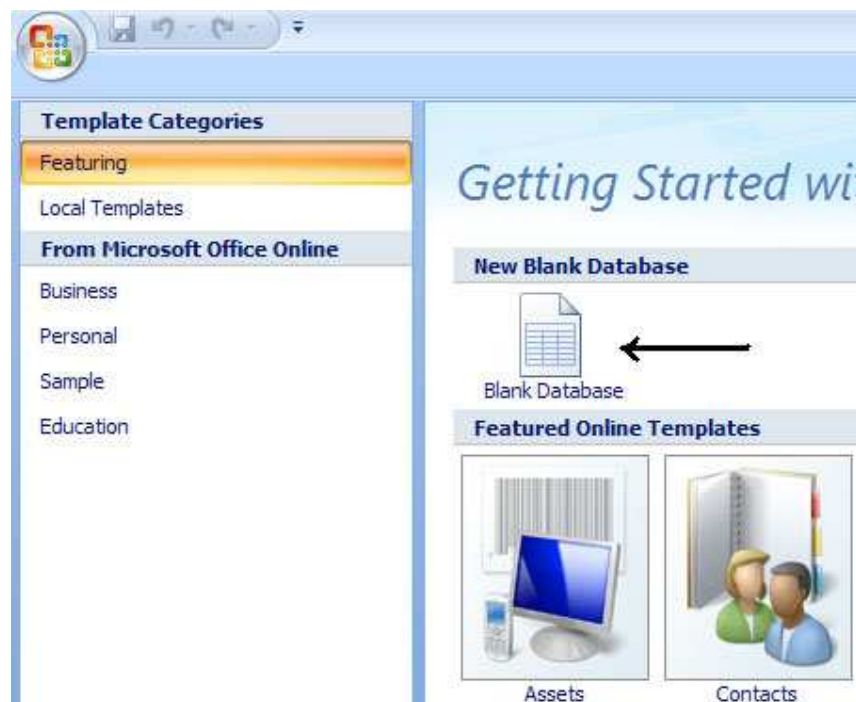 Template Categories
Featuring
Local Templates
From Microsoft Office Online
Business
Personal
Sample
Education
Getting Started wi
New Blank Database
Blank Database
Featured Online Templates
Assets
Contacts